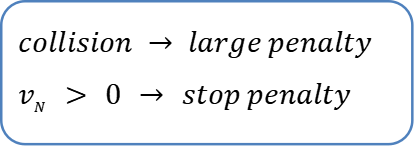 collision → large penalty
v_N > 0 → stop penalty